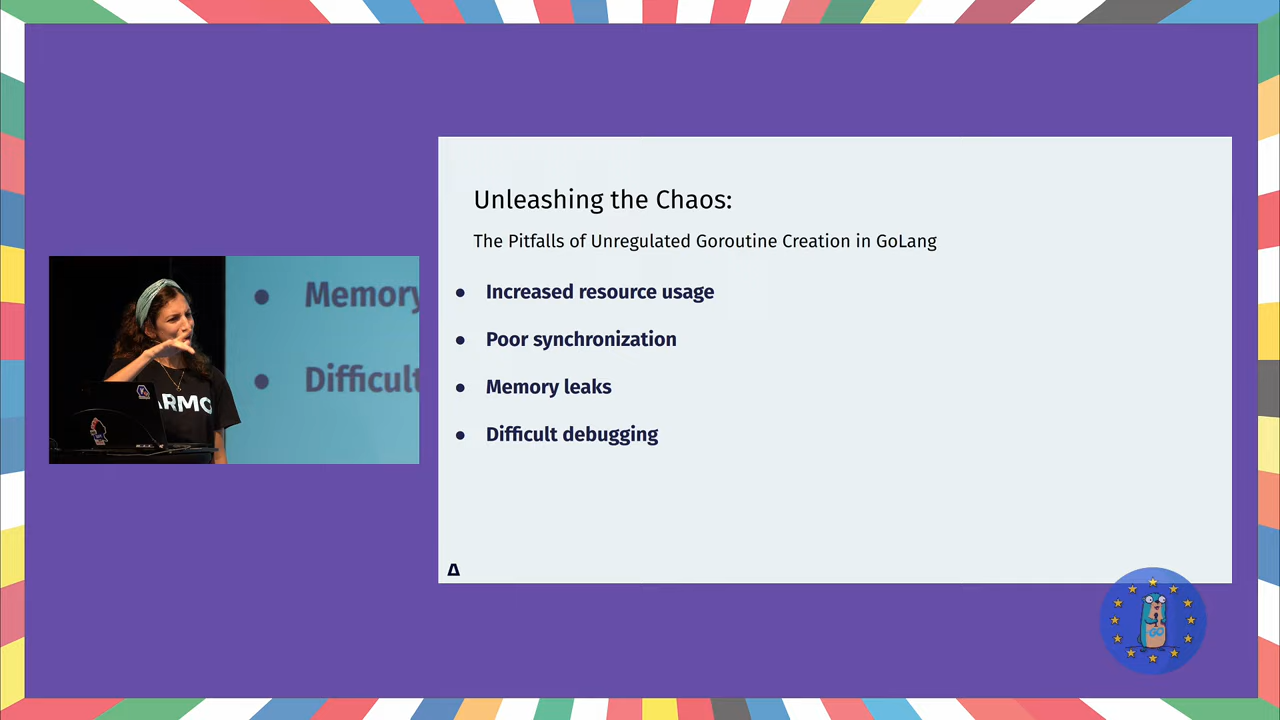 Unleashing the Chaos:
The Pitfalls of Unregulated Goroutine Creation in GoLang
● Increased resource usage
● Poor synchronization
● Memory leaks
● Difficult debugging
● Memory
● Difficult
ARMO
GO